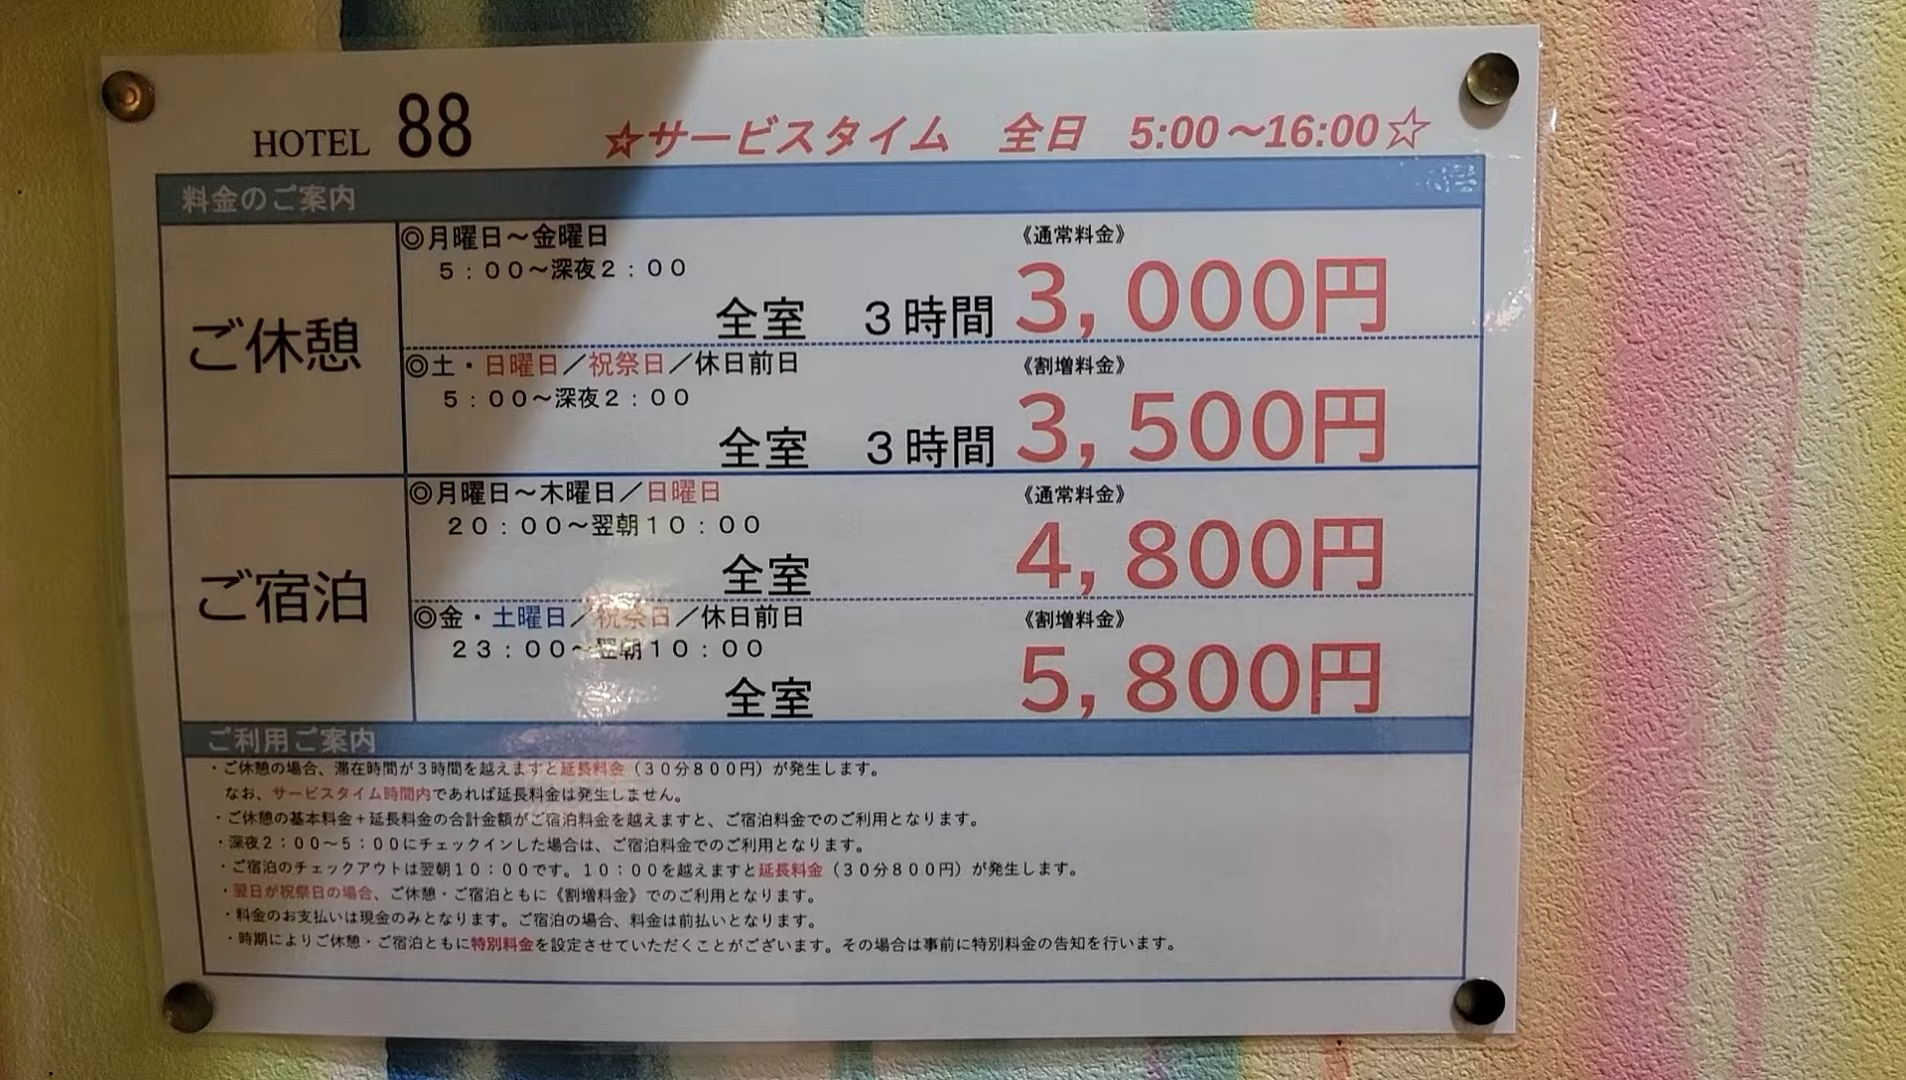 HOTEL 88 ☆サービスタイム 全日 5:00～16:00☆
料金のご案内
ご休憩
◎月曜日～金曜日 《通常料金》
5：00～深夜2：00
全室 3時間 3,000円
◎土・日曜日／祝祭日／休日前日 《割増料金》
5：00～深夜2：00
全室 3時間 3,500円
ご宿泊
◎月曜日～木曜日／日曜日 《通常料金》
20：00～翌朝10：00
全室 4,800円
◎金・土曜日／祝祭日／休日前日 《割増料金》
23：00～翌朝10：00
全室 5,800円
ご利用ご案内
・ご休憩の場合、滞在時間が3時間を越えますと延長料金（30分800円）が発生します。
なお、サービスタイム時間内であれば延長料金は発生しません。
・ご休憩の基本料金＋延長料金の合計金額がご宿泊料金を越えますと、ご宿泊料金でのご利用となります。
・深夜2：00～5：00にチェックインした場合は、ご宿泊料金でのご利用となります。
・ご宿泊のチェックアウトは翌朝10：00です。10：00を越えますと延長料金（30分800円）が発生します。
・翌日が祝祭日の場合、ご休憩・ご宿泊ともに《割増料金》でのご利用となります。
・料金のお支払いは現金のみとなります。ご宿泊の場合、料金は前払いとなります。
・時期によりご休憩・ご宿泊ともに特別料金を設定させていただくことがございます。その場合は事前に特別料金の告知を行います。